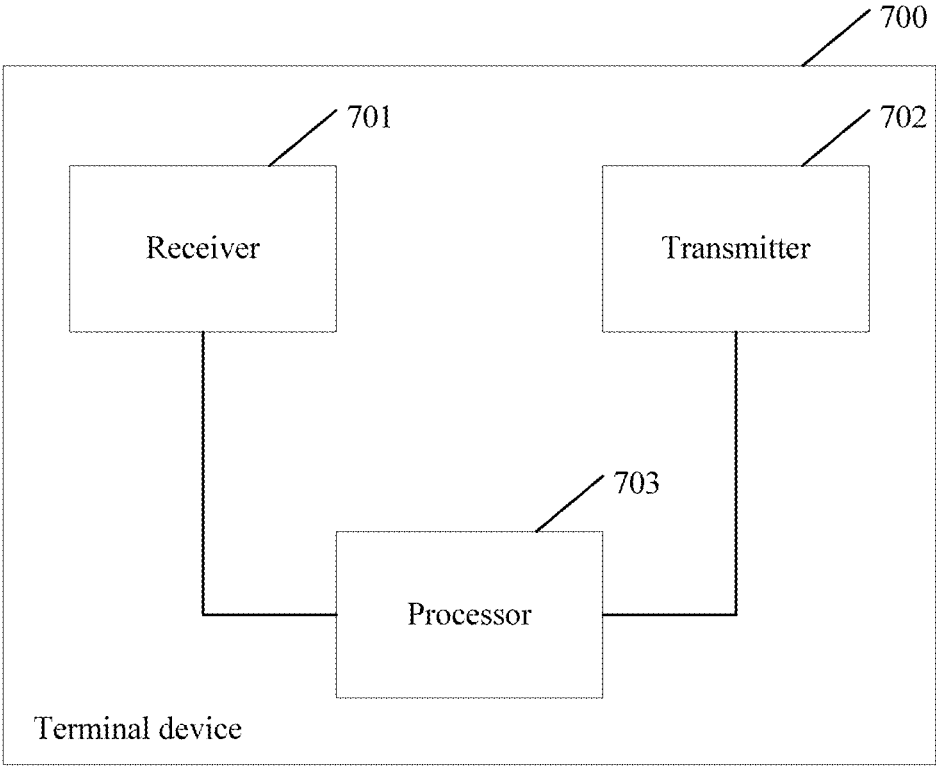 700
701
702
Receiver
Transmitter
703
Processor
Terminal device